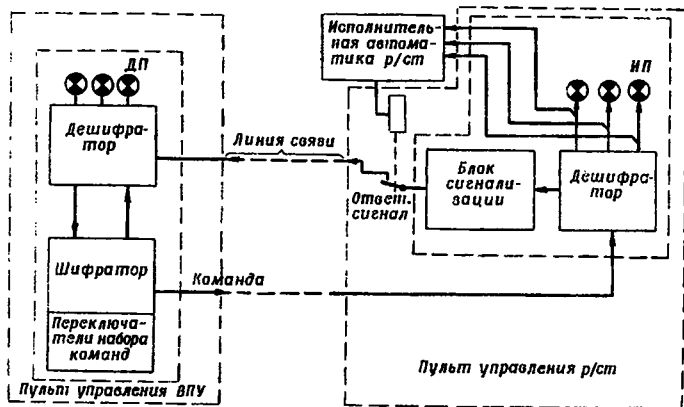 ДП
Дешифра-
тор
Шифратор
Переключа-
тели набора
команд
Пульт управления ВПУ
Линия связи
Команда
Исполнитель-
ная автома-
тика р/ст
ИП
Ответ.
сигнал
Блок
сигнали-
зации
Дешифра-
тор
Пульт управления р/ст